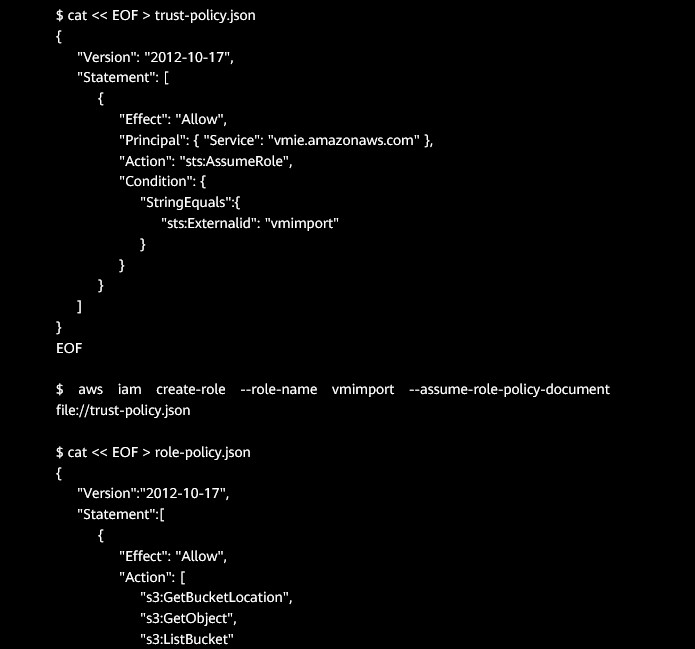 $ cat << EOF > trust-policy.json
{
"Version": "2012-10-17",
"Statement": [
{
"Effect": "Allow",
"Principal": { "Service": "vmie.amazonaws.com" },
"Action": "sts:AssumeRole",
"Condition": {
"StringEquals":{
"sts:Externalid": "vmimport"
}
}
}
]
}
EOF
$ aws iam create-role --role-name vmimport --assume-role-policy-document
file://trust-policy.json
$ cat << EOF > role-policy.json
{
"Version":"2012-10-17",
"Statement":[
{
"Effect": "Allow",
"Action": [
"s3:GetBucketLocation",
"s3:GetObject",
"s3:ListBucket"